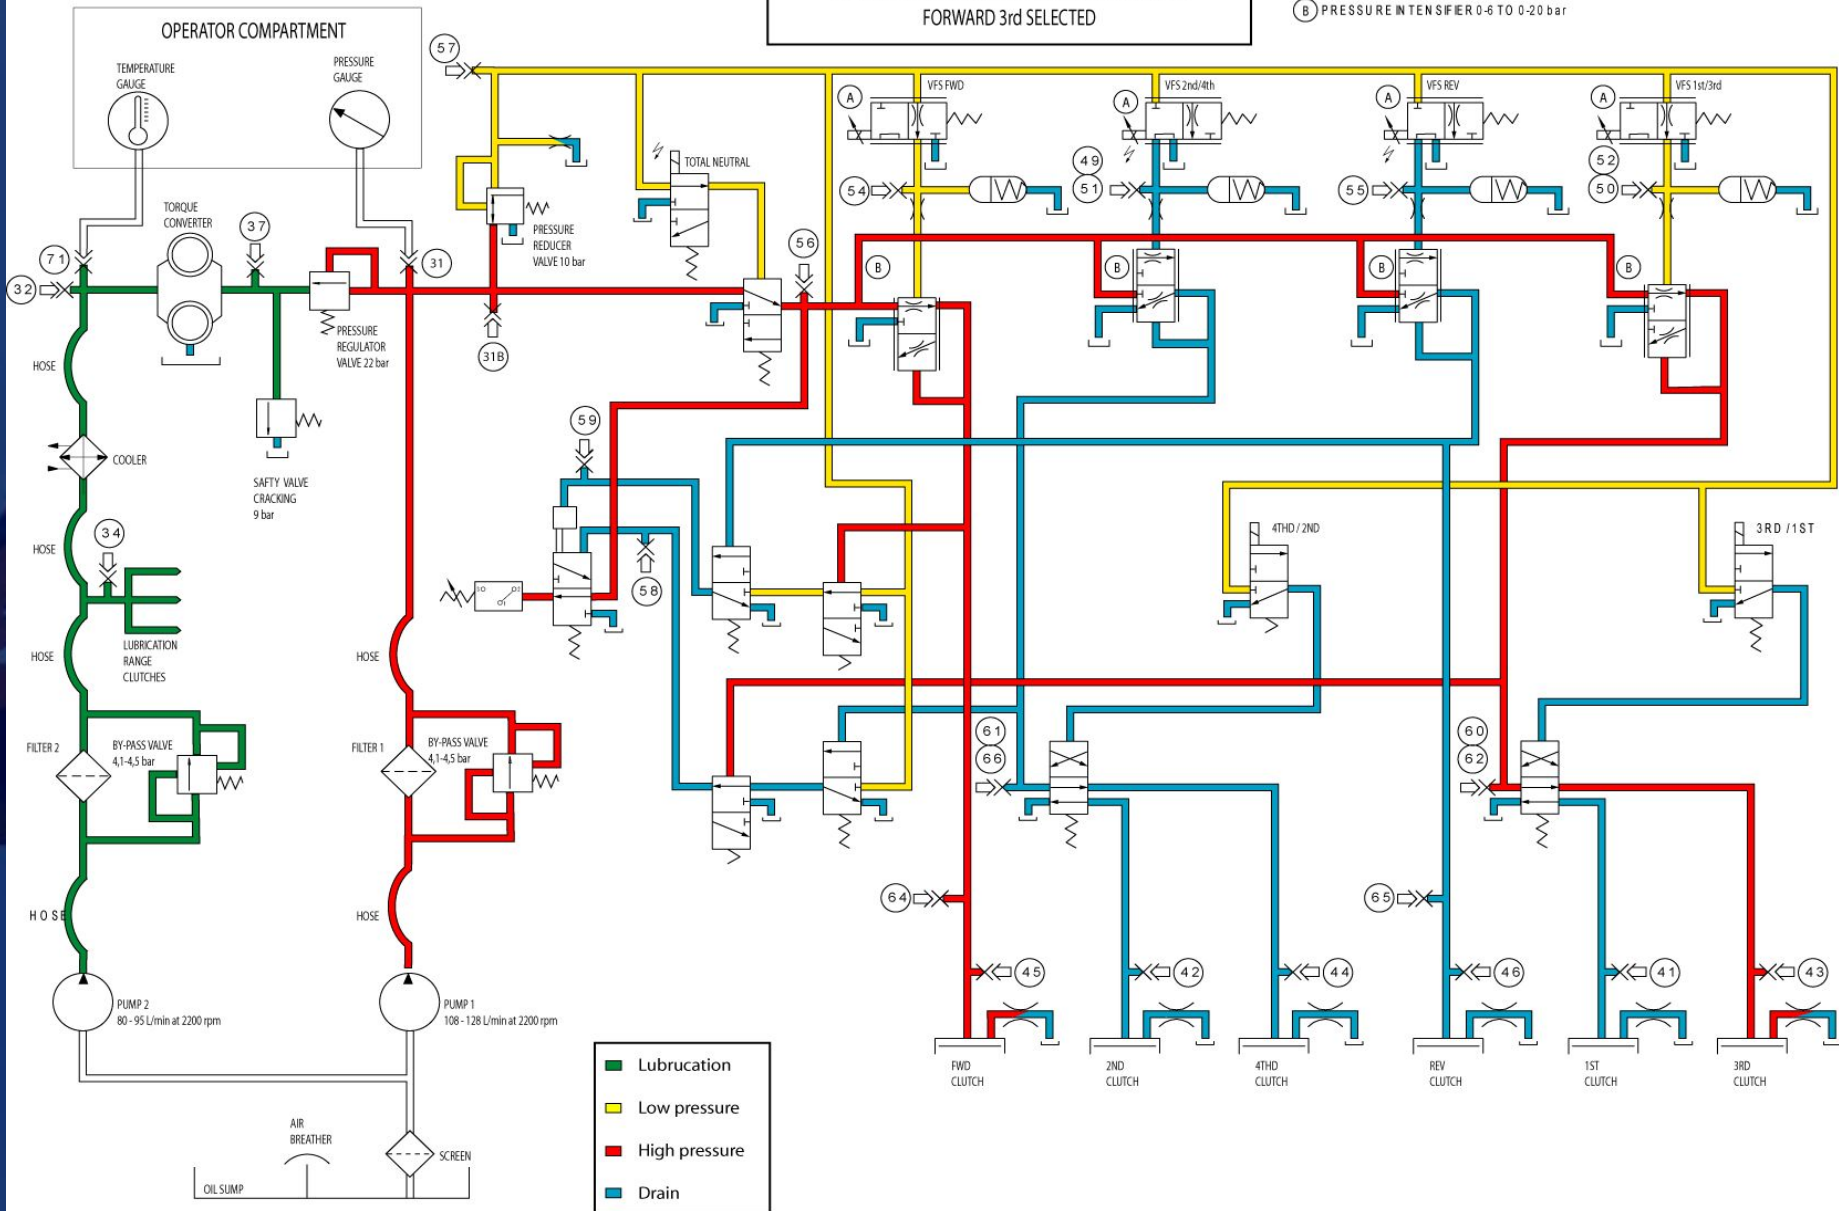 FORWARD 3rd SELECTED
B PRESSURE INTENSIFIER 0-6 TO 0-20 bar
OPERATOR COMPARTMENT
TEMPERATURE
GAUGE
PRESSURE
GAUGE
57
VFS FWD
VFS 2nd/4th
VFS REV
VFS 1st/3rd
A
A
A
A
TOTAL NEUTRAL
54
49
51
55
52
50
TORQUE
CONVERTER
37
PRESSURE
REDUCER
VALVE 10 bar
56
71
32
31
B
B
B
B
PRESSURE
REGULATOR
VALVE 22 bar
31B
HOSE
59
COOLER
SAFTY VALVE
CRACKING
9 bar
34
HOSE
4THD / 2ND
3RD / 1ST
58
LUBRICATION
RANGE
CLUTCHES
HOSE
HOSE
FILTER 2
BY-PASS VALVE
4,1-4,5 bar
FILTER 1
BY-PASS VALVE
4,1-4,5 bar
61
66
60
62
HOSE
HOSE
64
65
45
42
44
46
41
43
PUMP 2
80 - 95 L/min at 2200 rpm
PUMP 1
108 - 128 L/min at 2200 rpm
FWD
CLUTCH
2ND
CLUTCH
4THD
CLUTCH
REV
CLUTCH
1ST
CLUTCH
3RD
CLUTCH
Lubrucation
Low pressure
High pressure
Drain
AIR
BREATHER
SCREEN
OIL SUMP